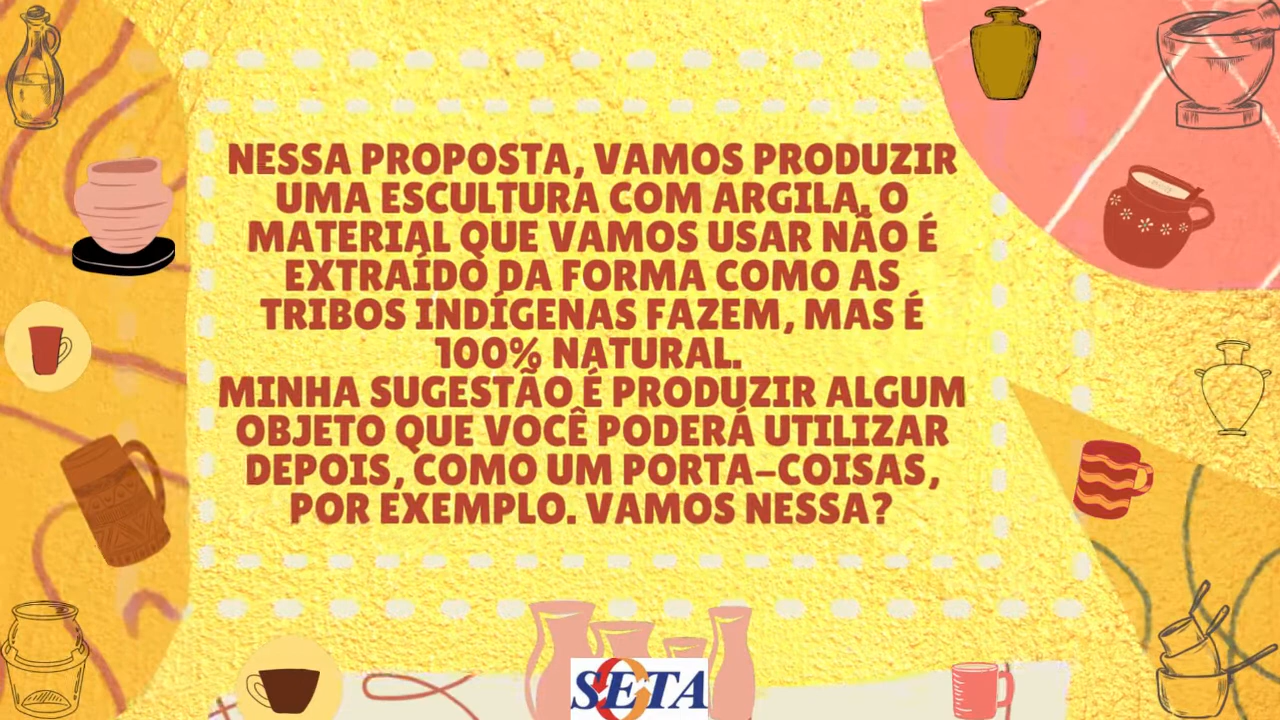 NESSA PROPOSTA, VAMOS PRODUZIR
UMA ESCULTURA COM ARGILA. O
MATERIAL QUE VAMOS USAR NÃO É
EXTRAÍDO DA FORMA COMO AS
TRIBOS INDÍGENAS FAZEM, MAS É
100% NATURAL.
MINHA SUGESTÃO É PRODUZIR ALGUM
OBJETO QUE VOCÊ PODERÁ UTILIZAR
DEPOIS, COMO UM PORTA-COISAS,
POR EXEMPLO. VAMOS NESSA?
SETA